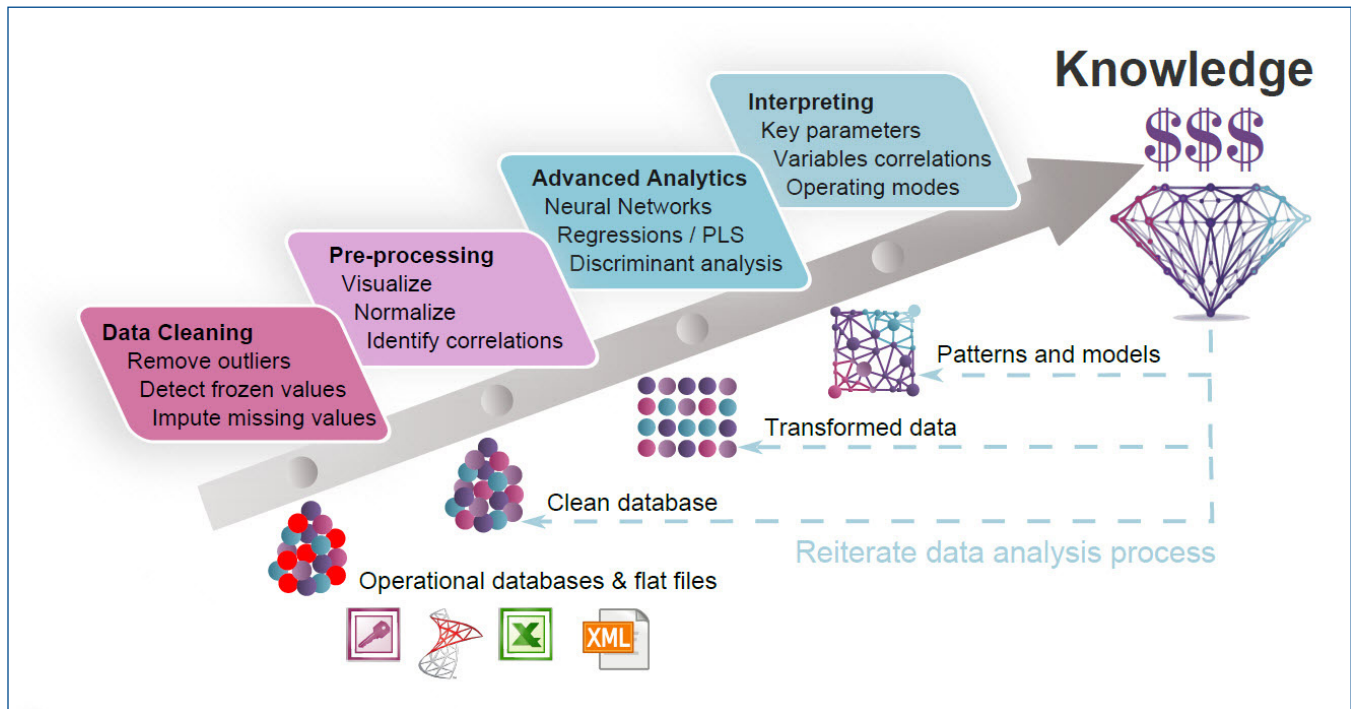 Knowledge
$$$
Interpreting
Key parameters
Variables correlations
Operating modes
Advanced Analytics
Neural Networks
Regressions / PLS
Discriminant analysis
Pre-processing
Visualize
Normalize
Identify correlations
Data Cleaning
Remove outliers
Detect frozen values
Impute missing values
Patterns and models
Transformed data
Clean database
Reiterate data analysis process
Operational databases & flat files
XML